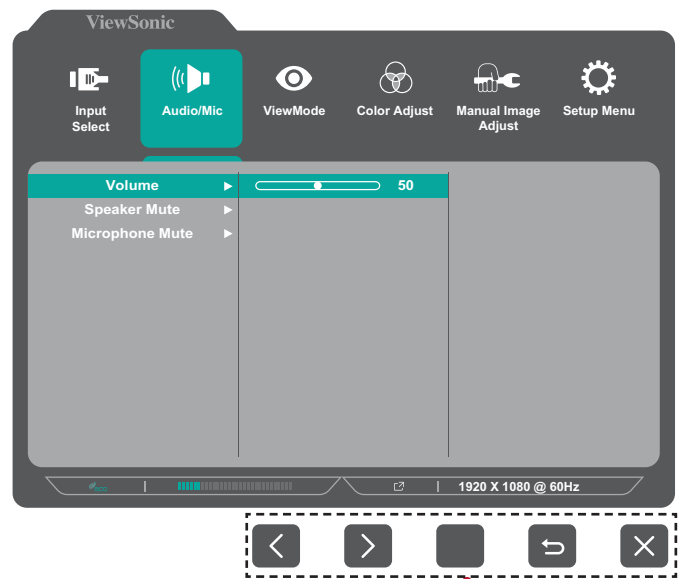 ViewSonic
Input Select
Audio/Mic
ViewMode
Color Adjust
Manual Image Adjust
Setup Menu
Volume
50
Speaker Mute
Microphone Mute
ECO
1920 X 1080 @ 60Hz